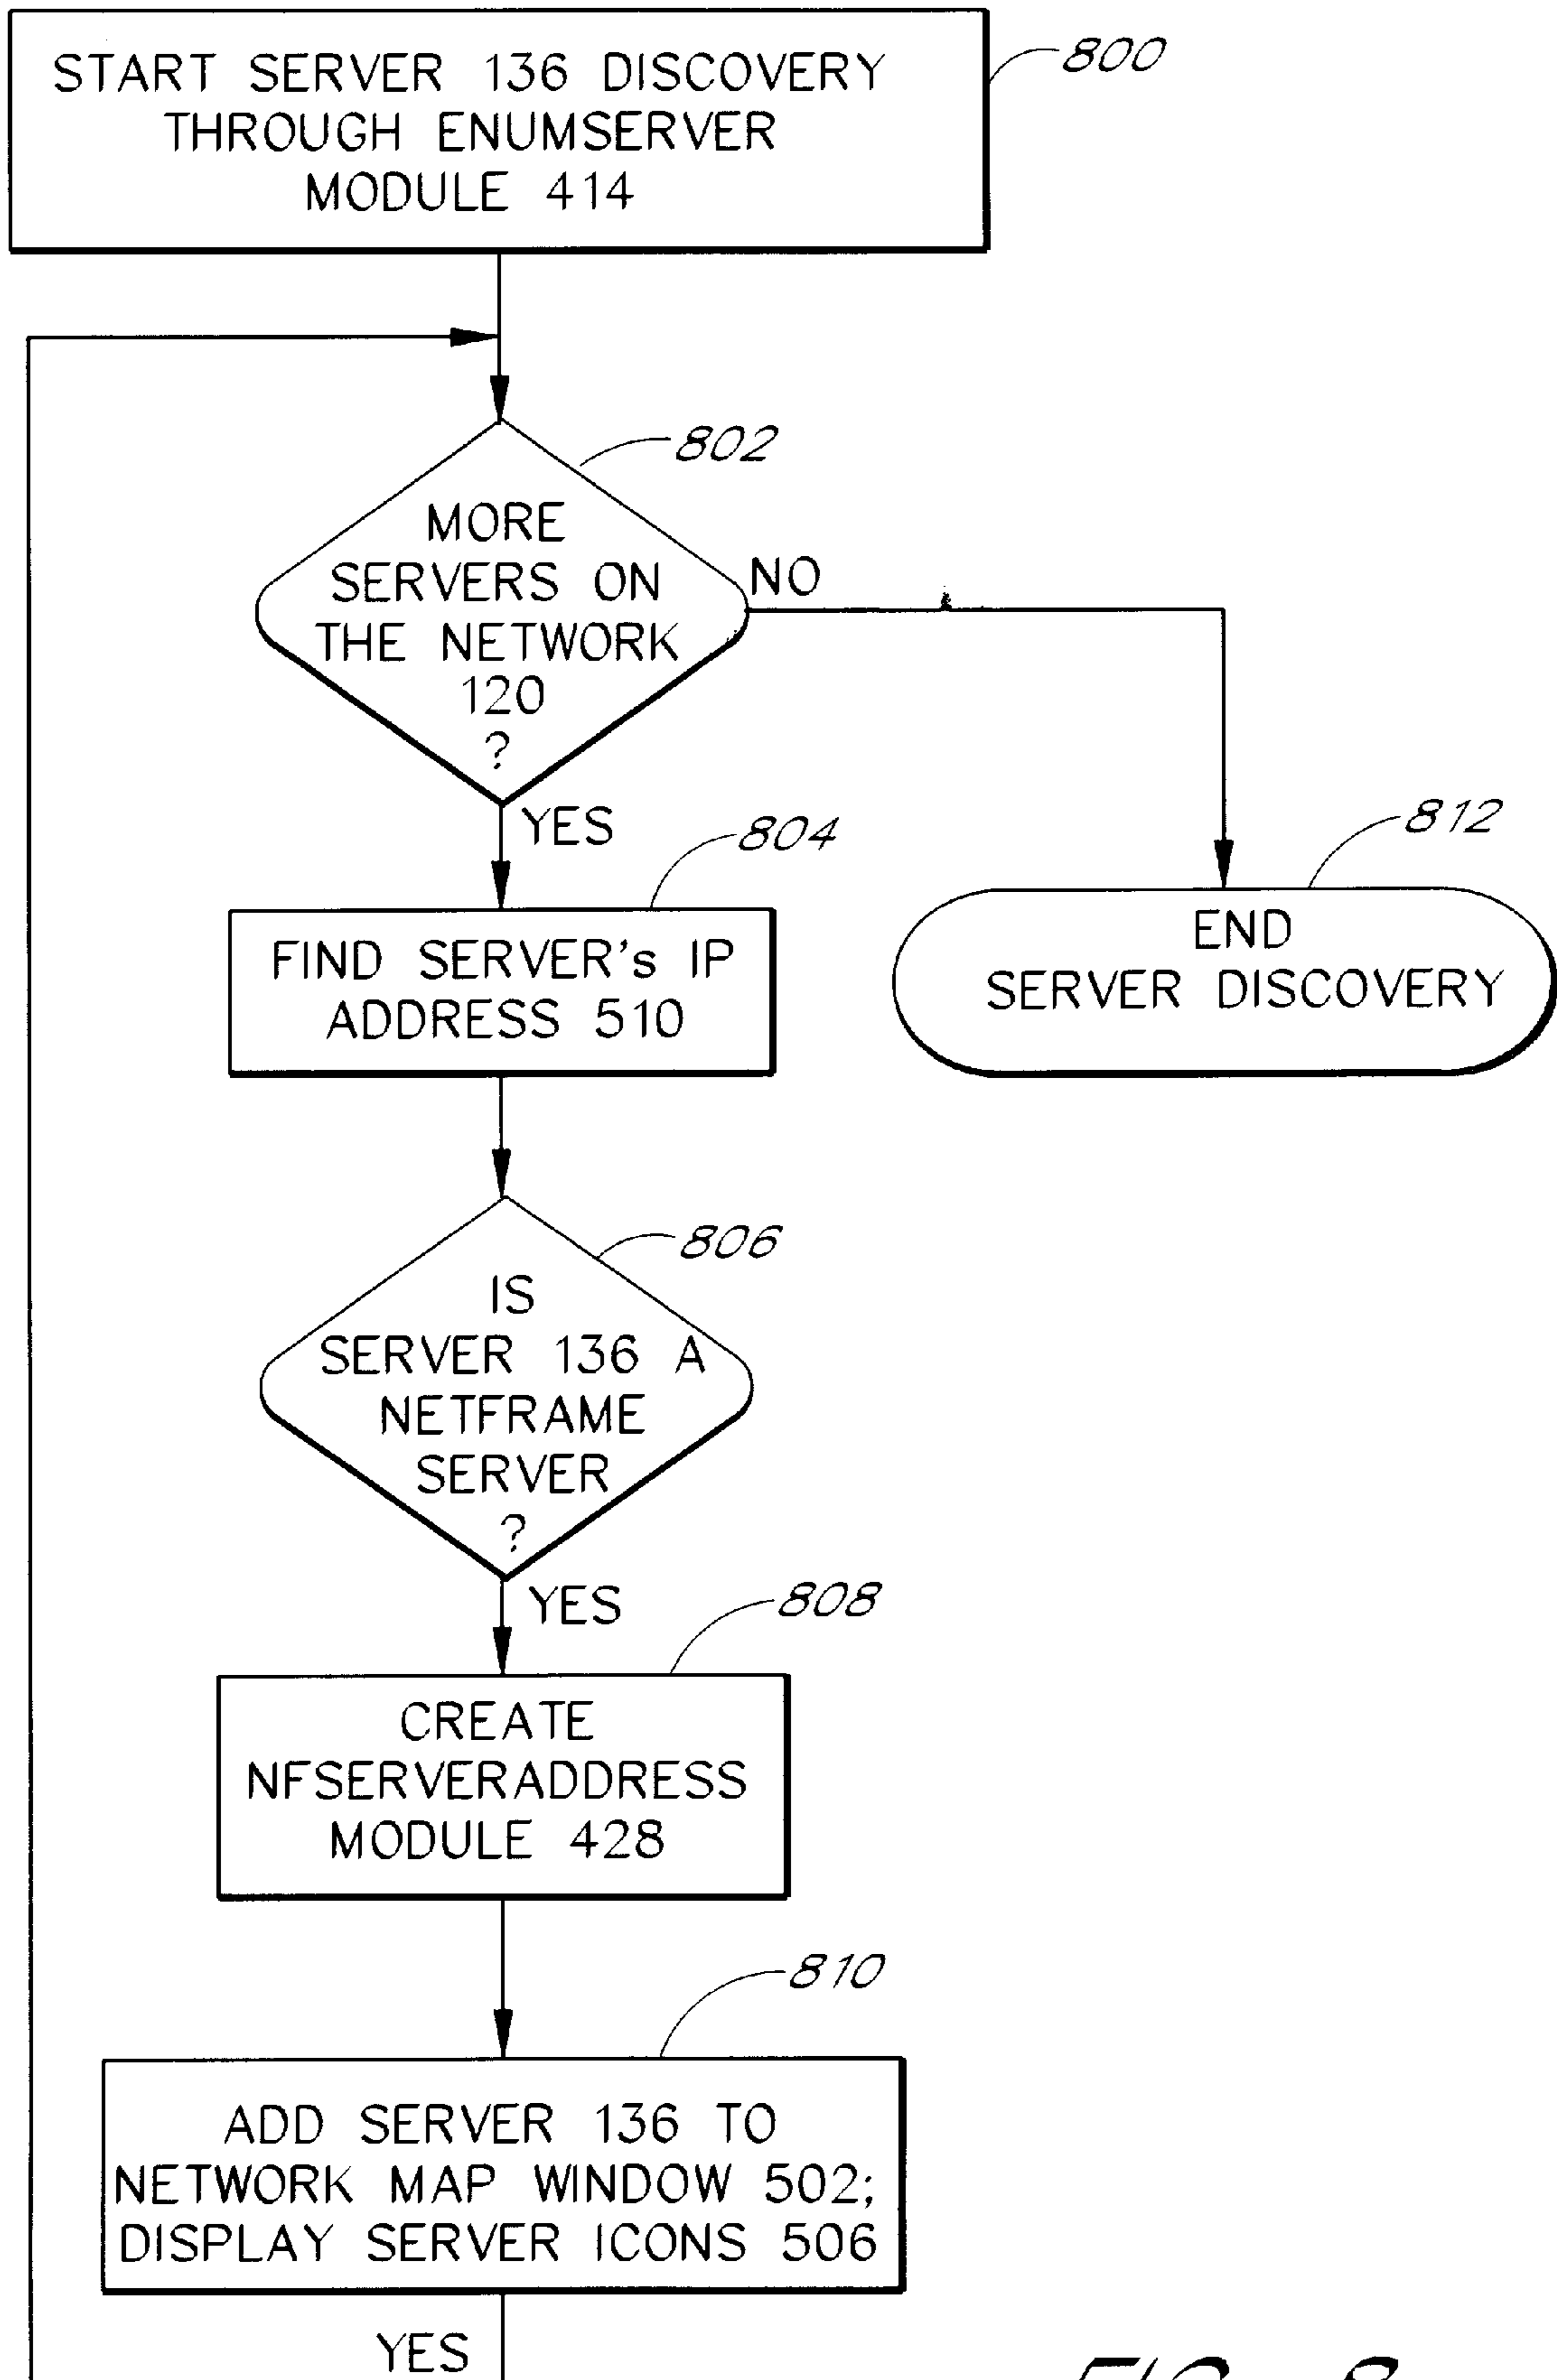 START SERVER 136 DISCOVERY
THROUGH ENUMSERVER
MODULE 414
800
802
MORE
SERVERS ON
THE NETWORK
120
?
NO
YES
804
812
FIND SERVER's IP
ADDRESS 510
END
SERVER DISCOVERY
806
IS
SERVER 136 A
NETFRAME
SERVER
?
YES
808
CREATE
NFSERVERADDRESS
MODULE 428
810
ADD SERVER 136 TO
NETWORK MAP WINDOW 502;
DISPLAY SERVER ICONS 506
YES